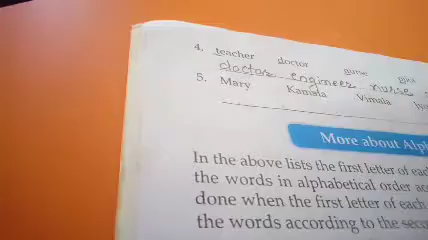 4. teacher doctor nurse
doctor engineer nurse
5. Mary Kamala Vimala
More about Alp
In the above lists the first letter of eac
the words in alphabetical order ac
done when the first letter of each
the words according to the seco